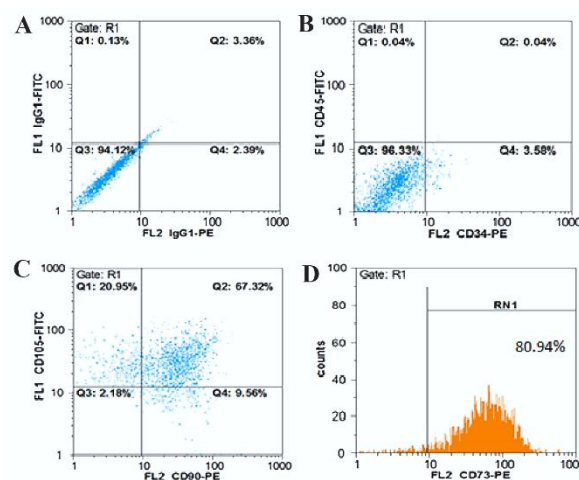 A
Gate: R1
Q1: 0.13%
Q2: 3.36%
Q3: 94.12%
Q4: 2.39%
1000
100
10
1
1
10
100
1000
FL1 IgG1-FITC
FL2 IgG1-PE
B
Gate: R1
Q1: 0.04%
Q2: 0.04%
Q3: 96.33%
Q4: 3.58%
1000
100
10
1
1
10
100
1000
FL1 CD45-FITC
FL2 CD34-PE
C
Gate: R1
Q1: 20.95%
Q2: 67.32%
Q3: 2.18%
Q4: 9.56%
1000
100
10
1
1
10
100
1000
FL1 CD105-FITC
FL2 CD90-PE
D
Gate: R1
RN1
80.94%
100
80
60
40
20
0
1
10
100
1000
counts
FL2 CD73-PE